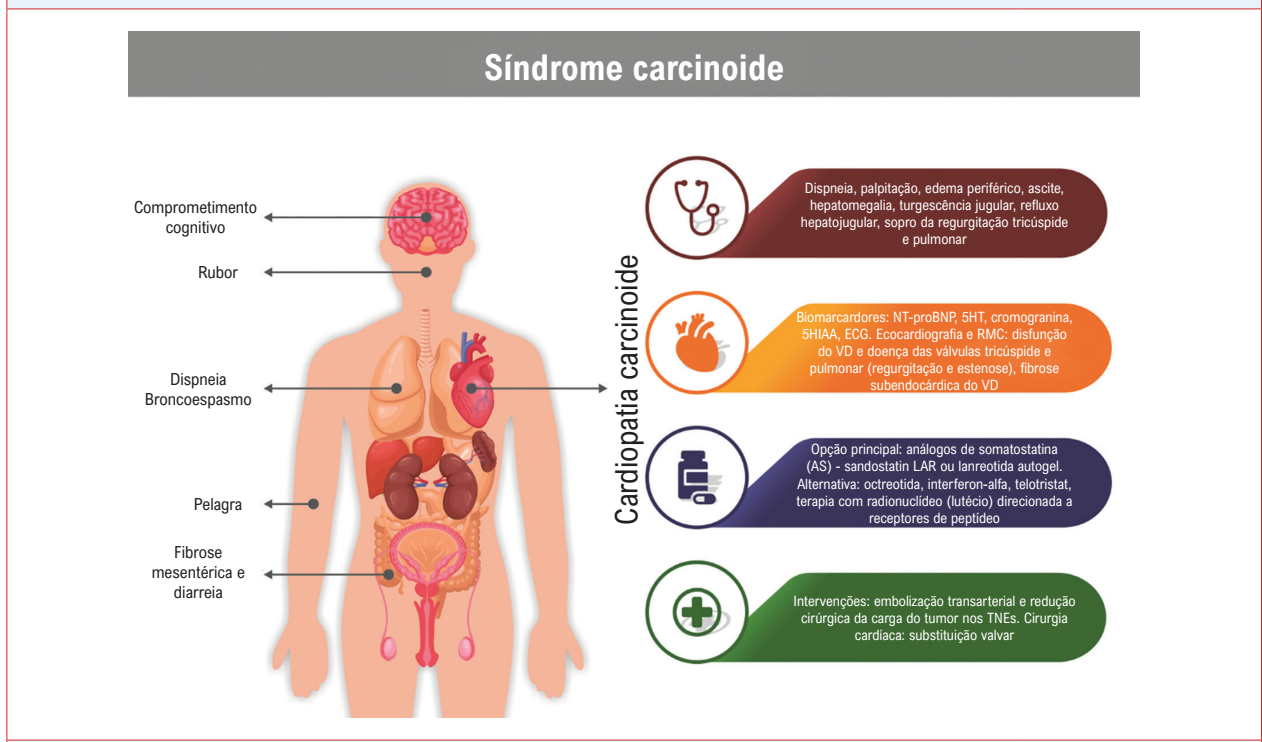 Síndrome carcinoide
Comprometimento
cognitivo
Rubor
Dispneia
Broncoespasmo
Pelagra
Fibrose
mesentérica e
diarreia
Cardiopatia carcinoide
Dispneia, palpitação, edema periférico, ascite,
hepatomegalia, turgescência jugular, refluxo
hepatojugular, sopro da regurgitação tricúspide
e pulmonar
Biomarcardores: NT-proBNP, 5HT, cromogranina,
5HIAA, ECG. Ecocardiografia e RMC: disfunção
do VD e doença das válvulas tricúspide e
pulmonar (regurgitação e estenose), fibrose
subendocárdica do VD
Opção principal: análogos de somatostatina
(AS) - sandostatin LAR ou lanreotida autogel.
Alternativa: octreotida, interferon-alfa, telotristat,
terapia com radionuclídeo (lutécio) direcionada a
receptores de peptídeo
Intervenções: embolização transarterial e redução
cirúrgica da carga do tumor nos TNEs. Cirurgia
cardíaca: substituição valvar